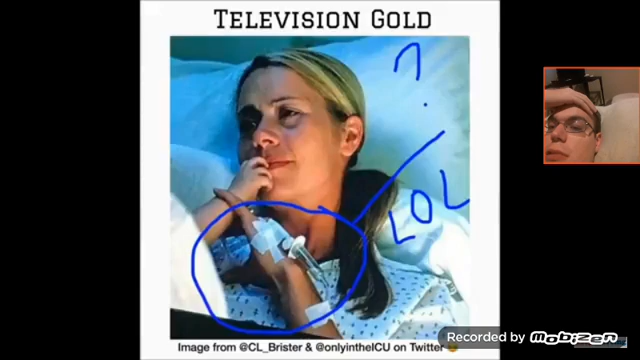 TELEVISION GOLD
?
LOL
Image from @CL_Brister & @onlyintheICU on Twitter
Recorded by mobizen